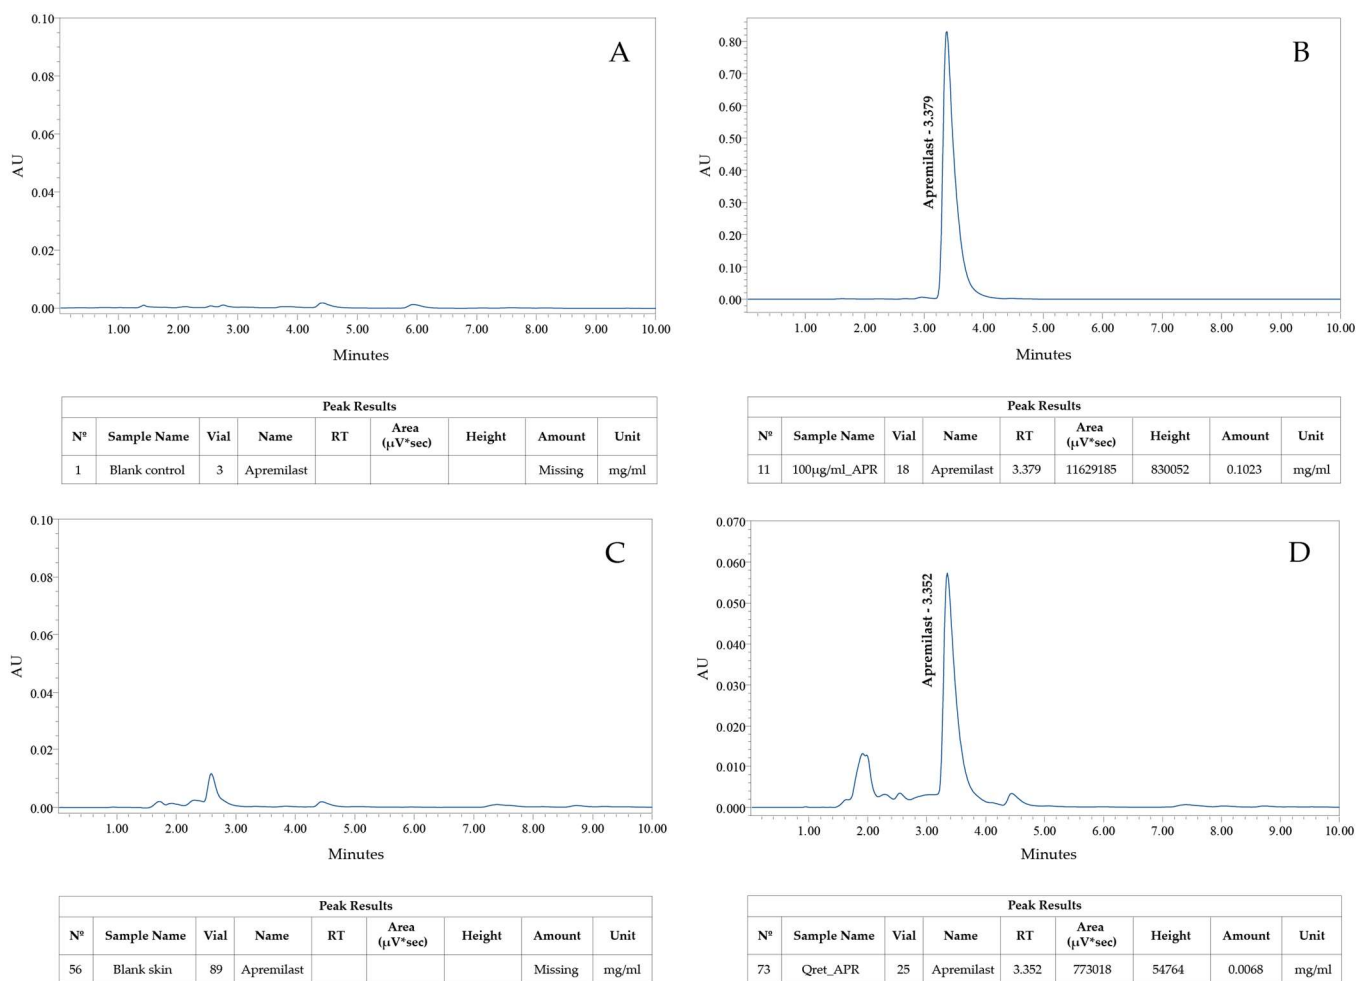 A
AU
0.10
0.08
0.06
0.04
0.02
0.00
1.00 2.00 3.00 4.00 5.00 6.00 7.00 8.00 9.00 10.00
Minutes
Peak Results
Nº Sample Name Vial Name RT Area (µV*sec) Height Amount Unit
1 Blank control 3 Apremilast Missing mg/ml
B
AU
0.80
0.70
0.60
0.50
0.40
0.30
0.20
0.10
0.00
Apremilast - 3.379
1.00 2.00 3.00 4.00 5.00 6.00 7.00 8.00 9.00 10.00
Minutes
Peak Results
Nº Sample Name Vial Name RT Area (µV*sec) Height Amount Unit
11 100µg/ml_APR 18 Apremilast 3.379 11629185 830052 0.1023 mg/ml
C
AU
0.10
0.08
0.06
0.04
0.02
0.00
1.00 2.00 3.00 4.00 5.00 6.00 7.00 8.00 9.00 10.00
Minutes
Peak Results
Nº Sample Name Vial Name RT Area (µV*sec) Height Amount Unit
56 Blank skin 89 Apremilast Missing mg/ml
D
AU
0.070
0.060
0.050
0.040
0.030
0.020
0.010
0.000
Apremilast - 3.352
1.00 2.00 3.00 4.00 5.00 6.00 7.00 8.00 9.00 10.00
Minutes
Peak Results
Nº Sample Name Vial Name RT Area (µV*sec) Height Amount Unit
73 Qret_APR 25 Apremilast 3.352 773018 54764 0.0068 mg/ml